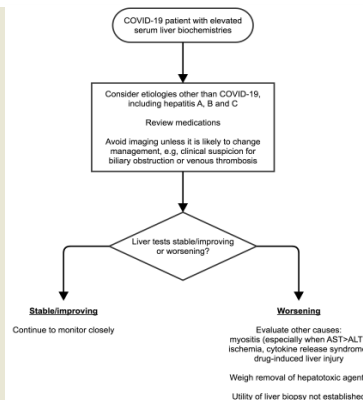 COVID-19 patient with elevated
serum liver biochemistries
Consider etiologies other than COVID-19,
including hepatitis A, B and C
Review medications
Avoid imaging unless it is likely to change
management, e.g, clinical suspicion for
biliary obstruction or venous thrombosis
Liver tests stable/improving
or worsening?
Stable/improving
Continue to monitor closely
Worsening
Evaluate other causes:
myositis (especially when AST>ALT
ischemia, cytokine release syndrome
drug-induced liver injury
Weigh removal of hepatotoxic agent
Utility of liver biopsy not established